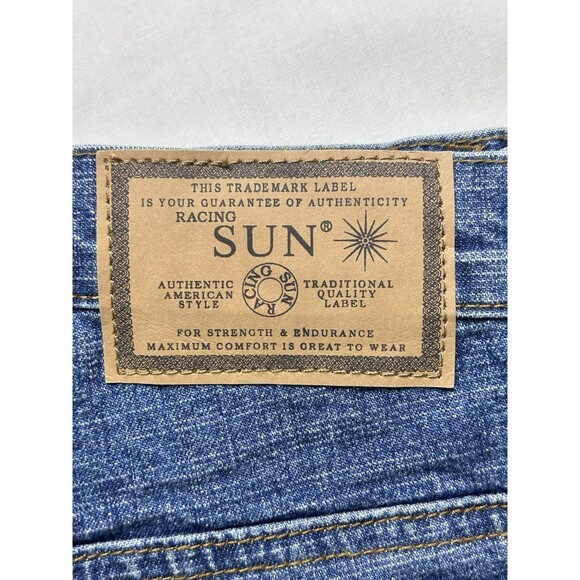 THIS TRADEMARK LABEL
IS YOUR GUARANTEE OF AUTHENTICITY
RACING
SUN®
AUTHENTIC
AMERICAN
STYLE
RACING SUN
TRADITIONAL
QUALITY
LABEL
FOR STRENGTH & ENDURANCE
MAXIMUM COMFORT IS GREAT TO WEAR